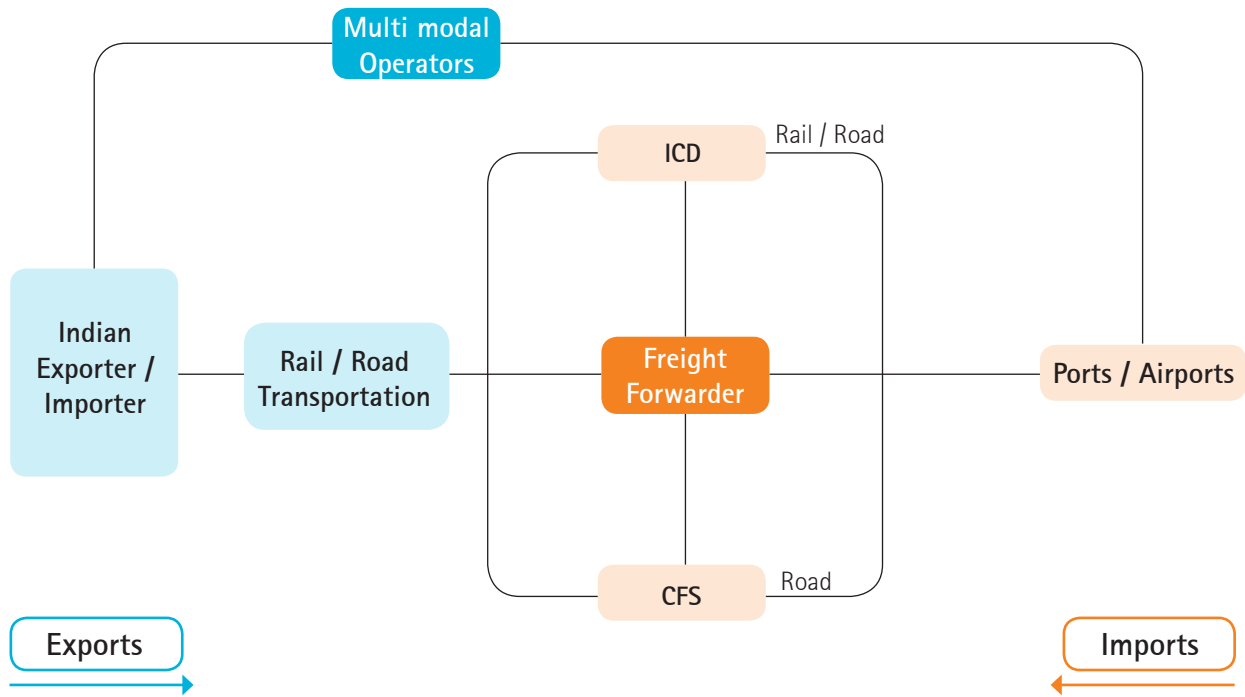 Multi modal
Operators
ICD
Rail / Road
Indian
Exporter /
Importer
Rail / Road
Transportation
Freight
Forwarder
Ports / Airports
CFS
Road
Exports
Imports